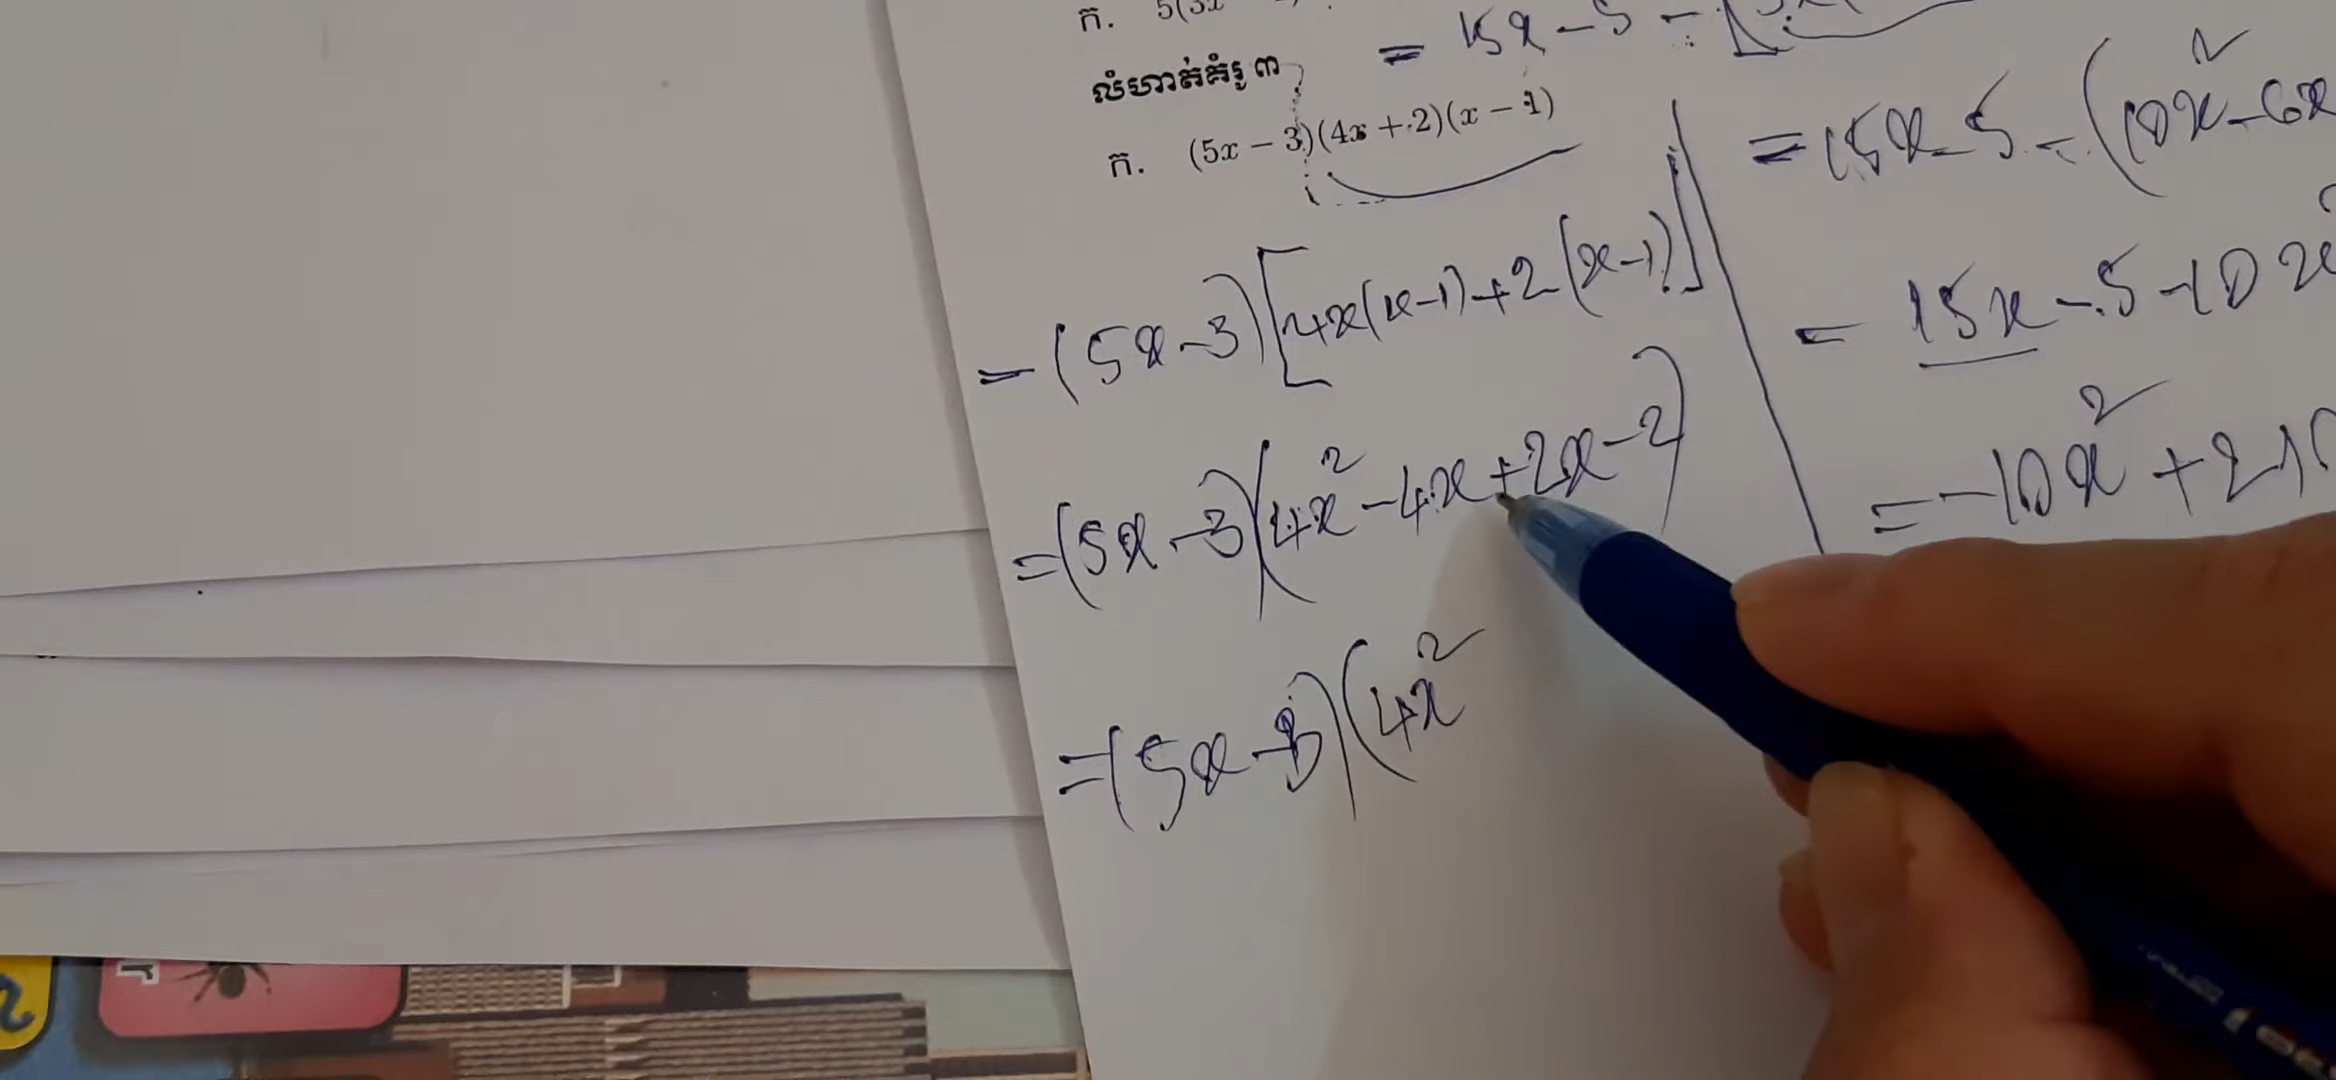 ក. 5(3x
= 15x - 5 -
លំហាត់គំរូ ៣
ក. (5x − 3)(4x + 2)(x − 1)
= (5x - 3)[4x(x-1) + 2(x-1)]
= (5x - 3)(4x² - 4x + 2x - 2)
= (5x - 3)(4x²
= 15x - 5 - (10x² - 6x
= 15x - 5 - 10x²
= -10x² + 21